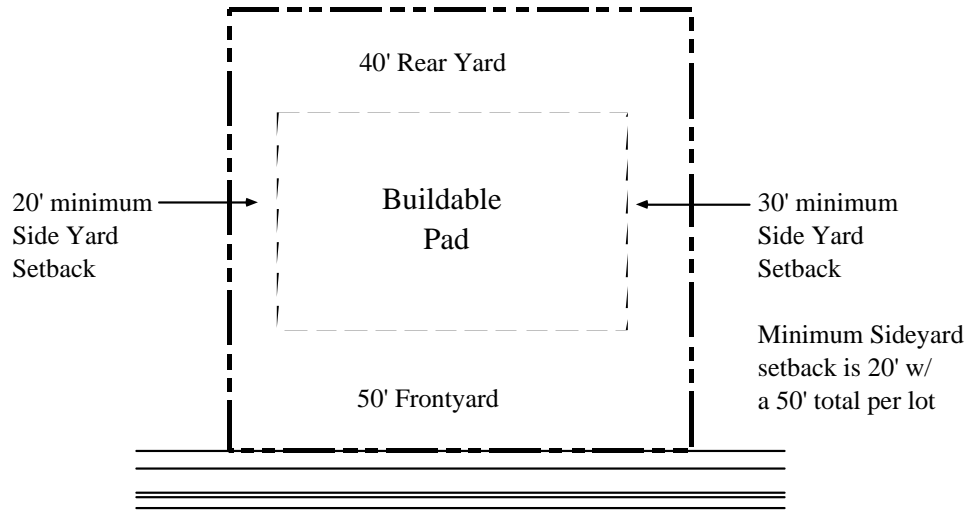 40' Rear Yard
20' minimum
Side Yard
Setback
Buildable
Pad
30' minimum
Side Yard
Setback
Minimum Sideyard
setback is 20' w/
a 50' total per lot
50' Frontyard